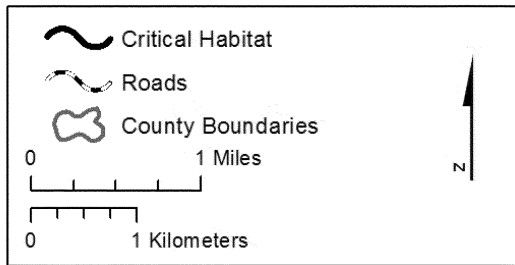 Critical Habitat
Roads
County Boundaries
0 1 Miles
0 1 Kilometers
N